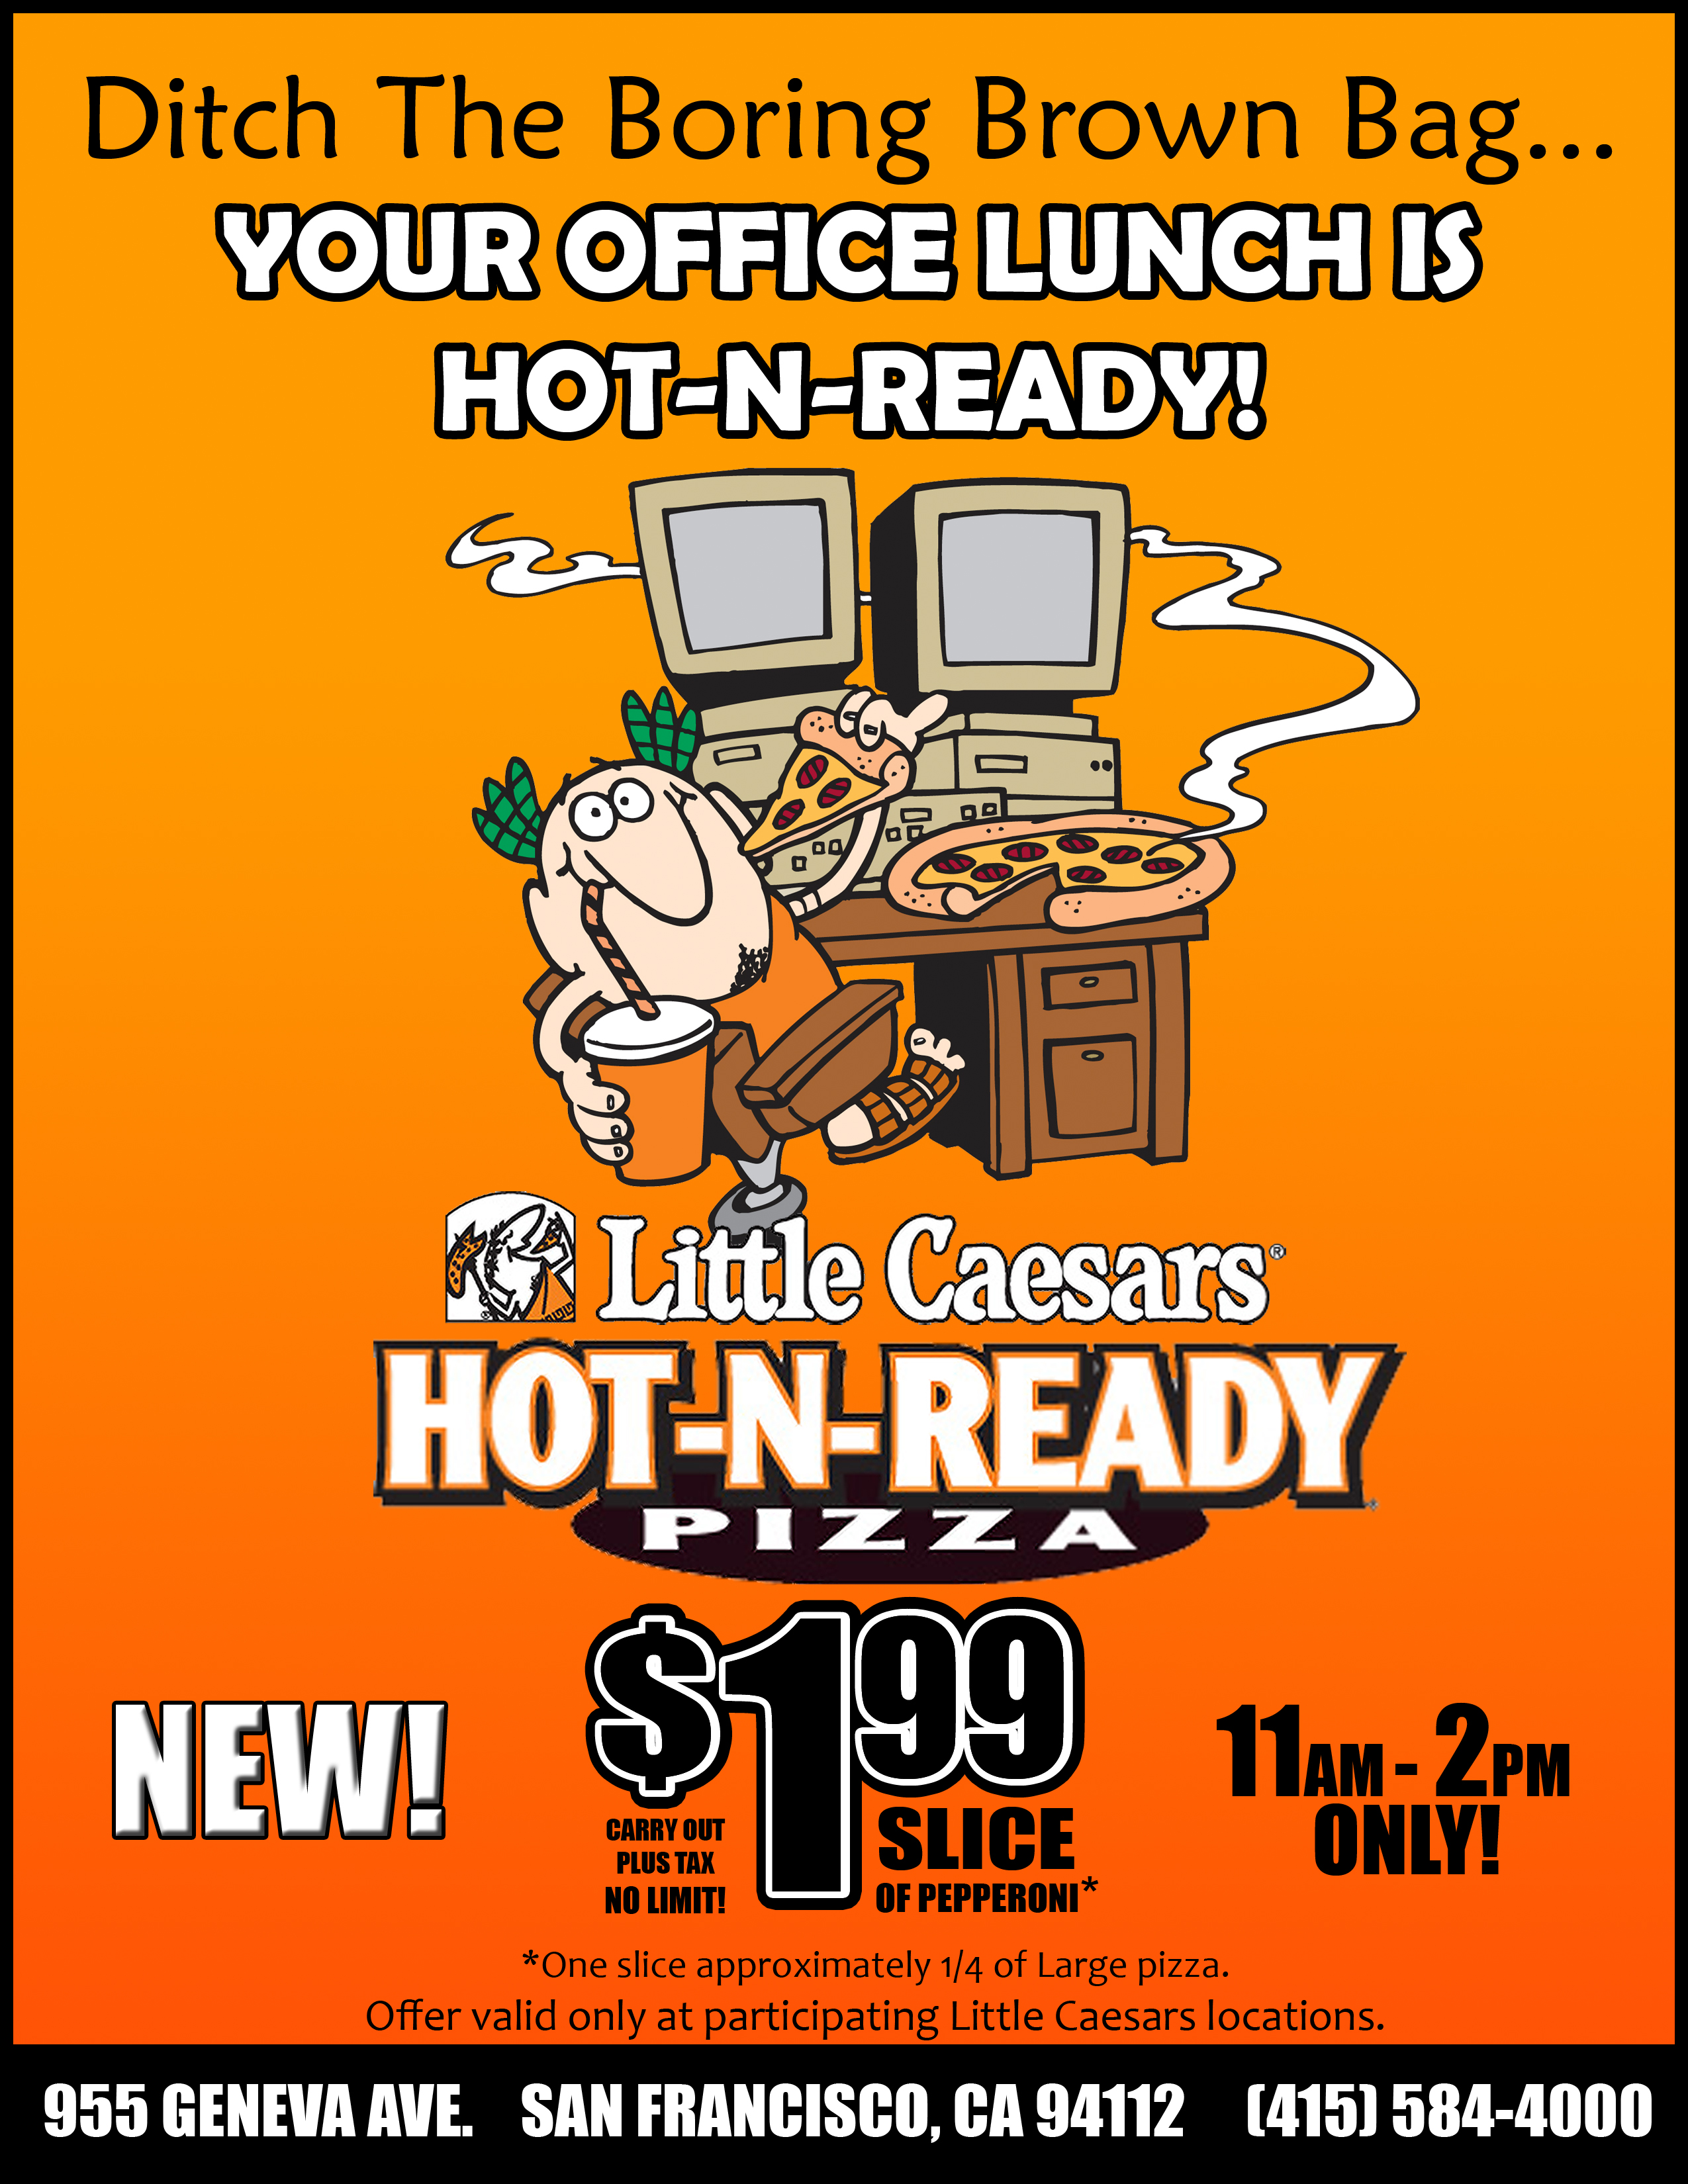 Ditch The Boring Brown Bag...
YOUR OFFICE LUNCH IS
HOT-N-READY!
Little Caesars®
HOT-N-READY
PIZZA
NEW!
$199
CARRY OUT
PLUS TAX
NO LIMIT!
SLICE
OF PEPPERONI*
11AM - 2PM
ONLY!
*One slice approximately 1/4 of Large pizza.
Offer valid only at participating Little Caesars locations.
955 GENEVA AVE. SAN FRANCISCO, CA 94112 (415) 584-4000